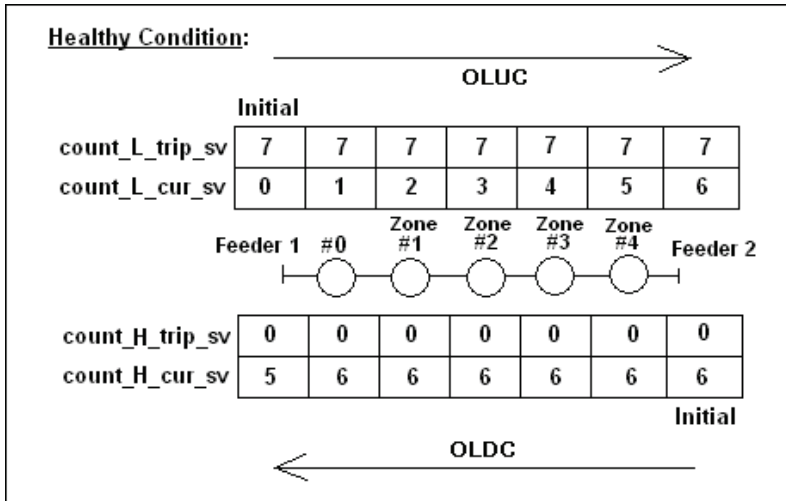 Healthy Condition:
OLUC
Initial
count_L_trip_sv 7 7 7 7 7 7 7
count_L_cur_sv 0 1 2 3 4 5 6
Zone Zone Zone Zone
Feeder 1 #0 #1 #2 #3 #4 Feeder 2
count_H_trip_sv 0 0 0 0 0 0 0
count_H_cur_sv 5 6 6 6 6 6 6
Initial
OLDC